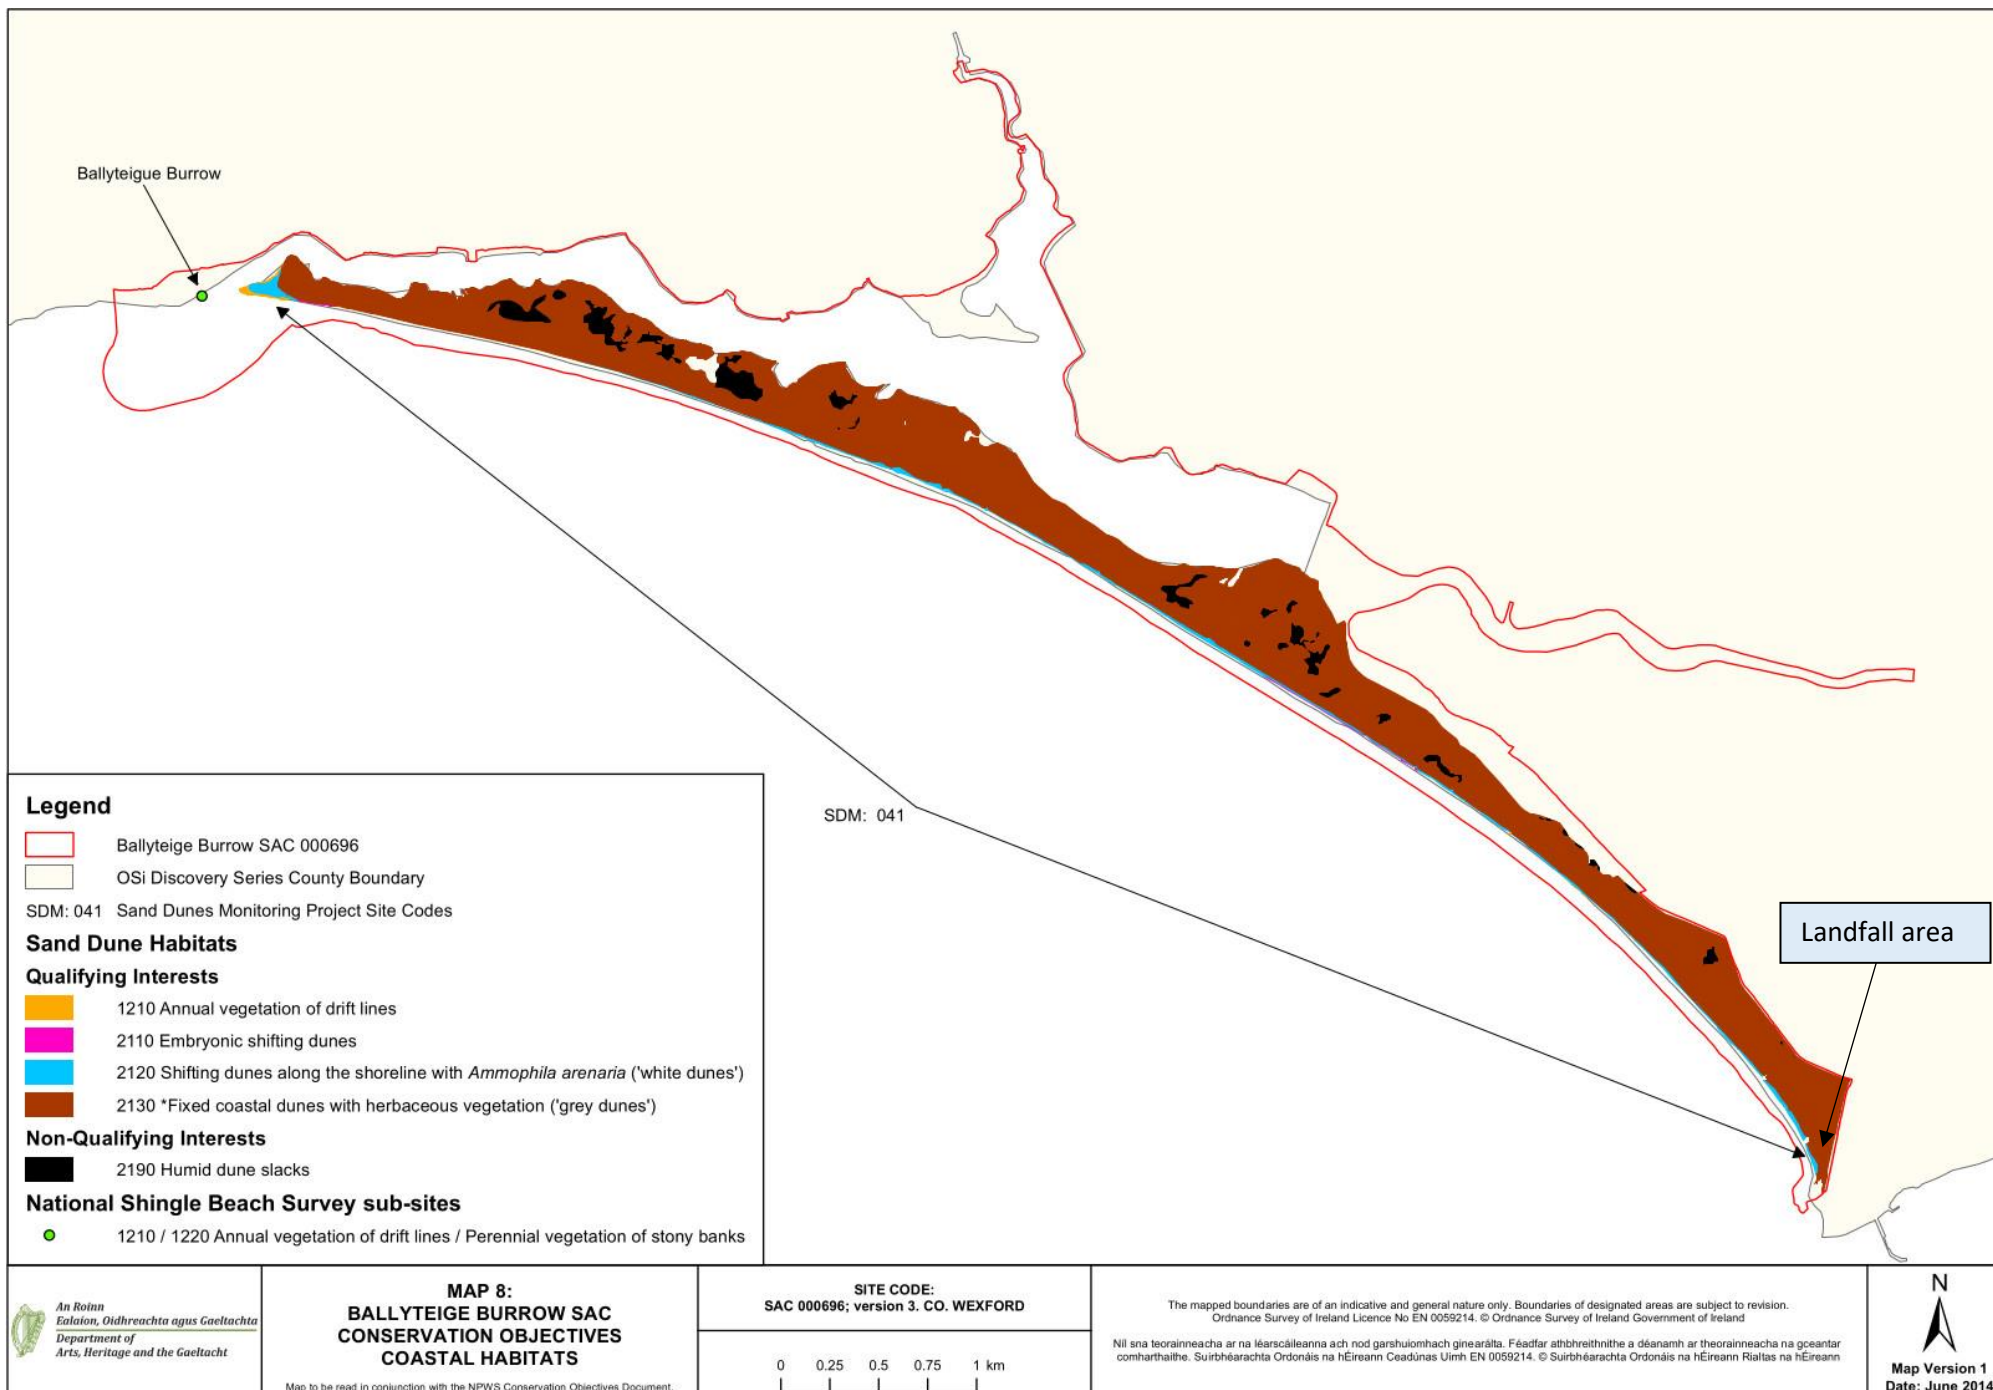 Ballyteigue Burrow
SDM: 041
Landfall area
Legend
Ballyteige Burrow SAC 000696
OSi Discovery Series County Boundary
SDM: 041 Sand Dunes Monitoring Project Site Codes
Sand Dune Habitats
Qualifying Interests
1210 Annual vegetation of drift lines
2110 Embryonic shifting dunes
2120 Shifting dunes along the shoreline with Ammophila arenaria ('white dunes')
2130 *Fixed coastal dunes with herbaceous vegetation ('grey dunes')
Non-Qualifying Interests
2190 Humid dune slacks
National Shingle Beach Survey sub-sites
1210 / 1220 Annual vegetation of drift lines / Perennial vegetation of stony banks
An Roinn
Ealaíon, Oidhreachta agus Gaeltachta
Department of
Arts, Heritage and the Gaeltacht
MAP 8:
BALLYTEIGE BURROW SAC
CONSERVATION OBJECTIVES
COASTAL HABITATS
Map to be read in conjunction with the NPWS Conservation Objectives Document.
SITE CODE:
SAC 000696; version 3. CO. WEXFORD
0 0.25 0.5 0.75 1 km
The mapped boundaries are of an indicative and general nature only. Boundaries of designated areas are subject to revision.
Ordnance Survey of Ireland Licence No EN 0059214. © Ordnance Survey of Ireland Government of Ireland
Níl sna teorainneacha ar na léarscáileanna ach nod garshuiomhach ginearálta. Féadfar athbhreithnithe a déanamh ar theorainneacha na gceantar
comharthaithe. Suirbhéarachta Ordonáis na hÉireann Ceadúnas Uimh EN 0059214. © Suirbhéarachta Ordonáis na hÉireann Rialtas na hÉireann
N
Map Version 1
Date: June 2014